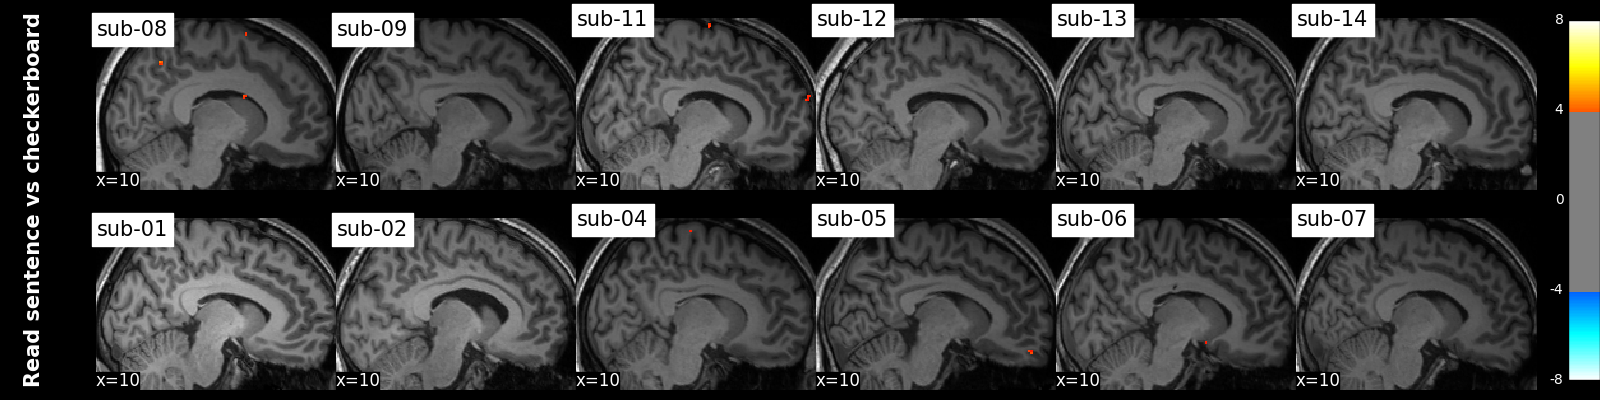 Read sentence vs checkerboard
sub-08
sub-09
sub-11
sub-12
sub-13
sub-14
x=10
x=10
x=10
x=10
x=10
x=10
sub-01
sub-02
sub-04
sub-05
sub-06
sub-07
x=10
x=10
x=10
x=10
x=10
x=10
8
4
0
-4
-8